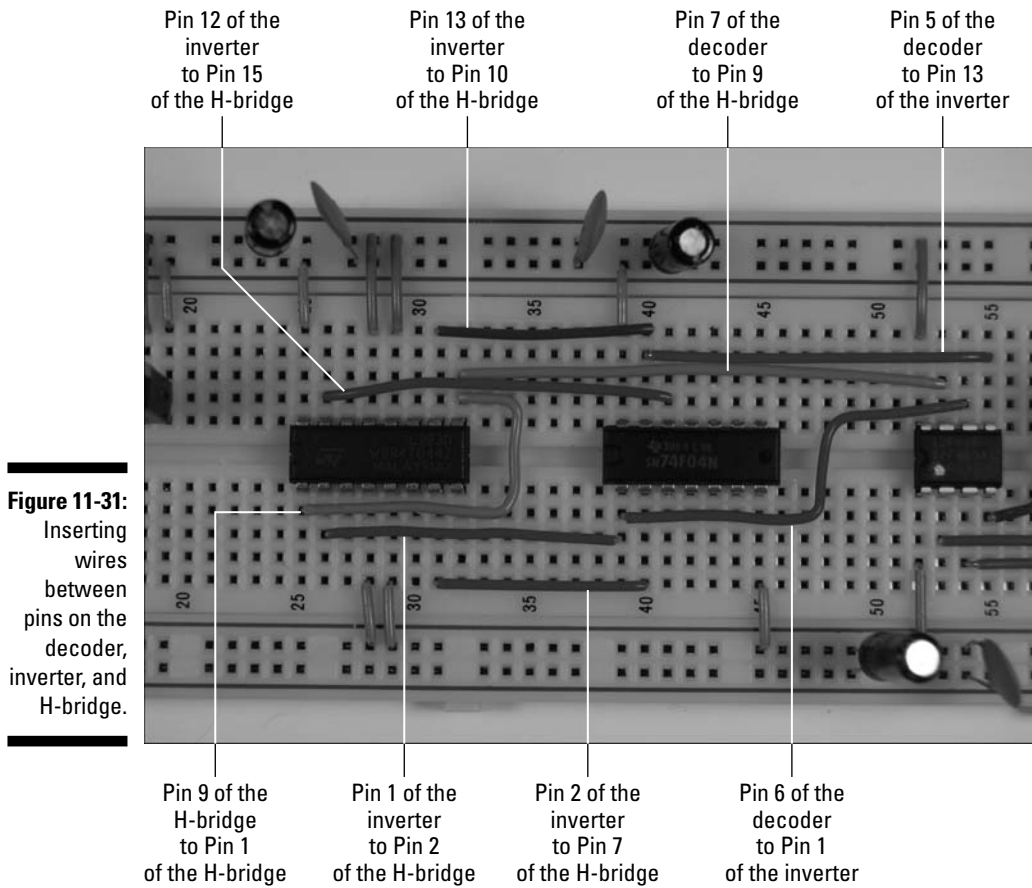 Pin 12 of the
inverter
to Pin 15
of the H-bridge
Pin 13 of the
inverter
to Pin 10
of the H-bridge
Pin 7 of the
decoder
to Pin 9
of the H-bridge
Pin 5 of the
decoder
to Pin 13
of the inverter
20
30
35
40
45
50
55
SN74F04N
20
25
30
35
40
50
55
Figure 11-31:
Inserting
wires
between
pins on the
decoder,
inverter, and
H-bridge.
Pin 9 of the
H-bridge
to Pin 1
of the H-bridge
Pin 1 of the
inverter
to Pin 2
of the H-bridge
Pin 2 of the
inverter
to Pin 7
of the H-bridge
Pin 6 of the
decoder
to Pin 1
of the inverter